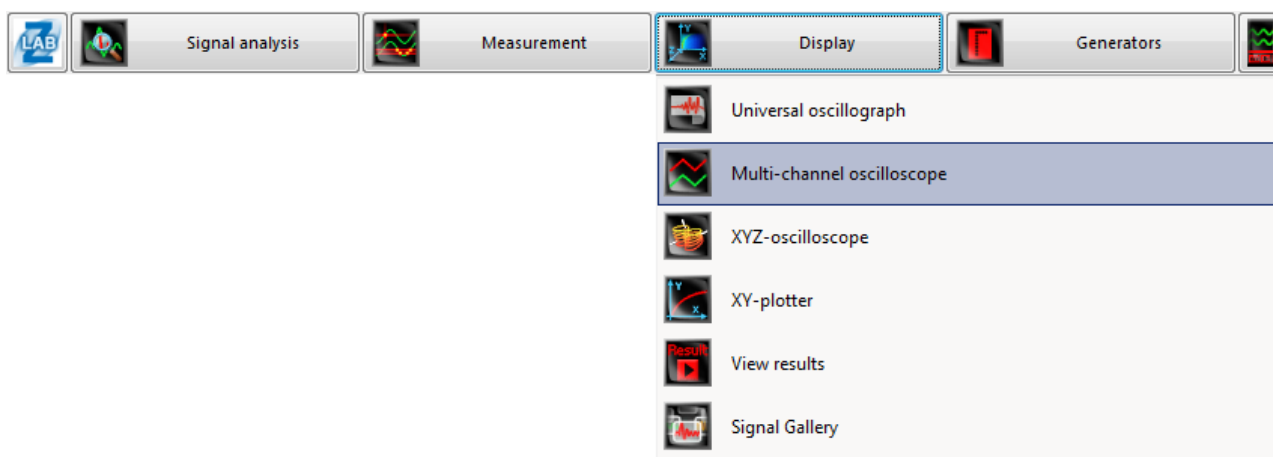 Z LAB
Signal analysis
Measurement
Display
Generators
Universal oscillograph
Multi-channel oscilloscope
XYZ-oscilloscope
XY-plotter
Result
View results
Signal Gallery